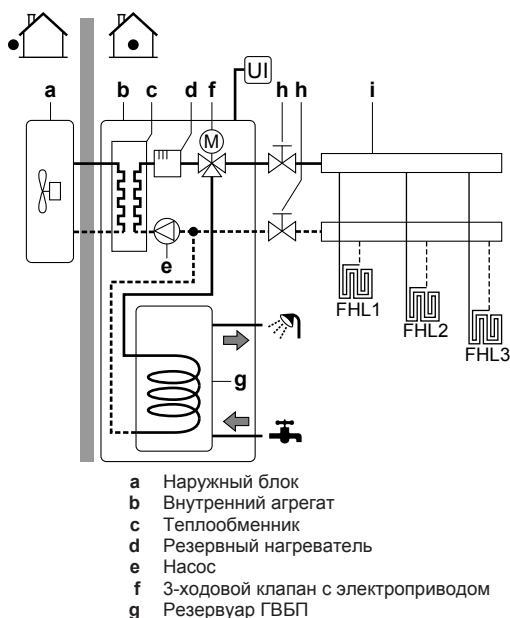 a b c d f UI h h i
M
e
FHL1 FHL2 FHL3
g
a Наружный блок
b Внутренний агрегат
c Теплообменник
d Резервный нагреватель
e Насос
f 3-ходовой клапан с электроприводом
g Резервуар ГВБП